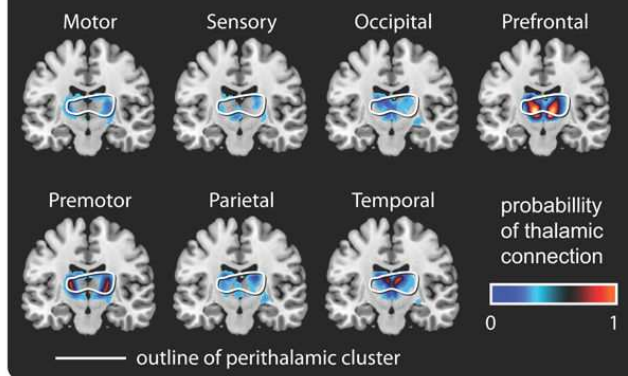 Motor Sensory Occipital Prefrontal
Premotor Parietal Temporal
probabillity
of thalamic
connection
0 1
outline of perithalamic cluster